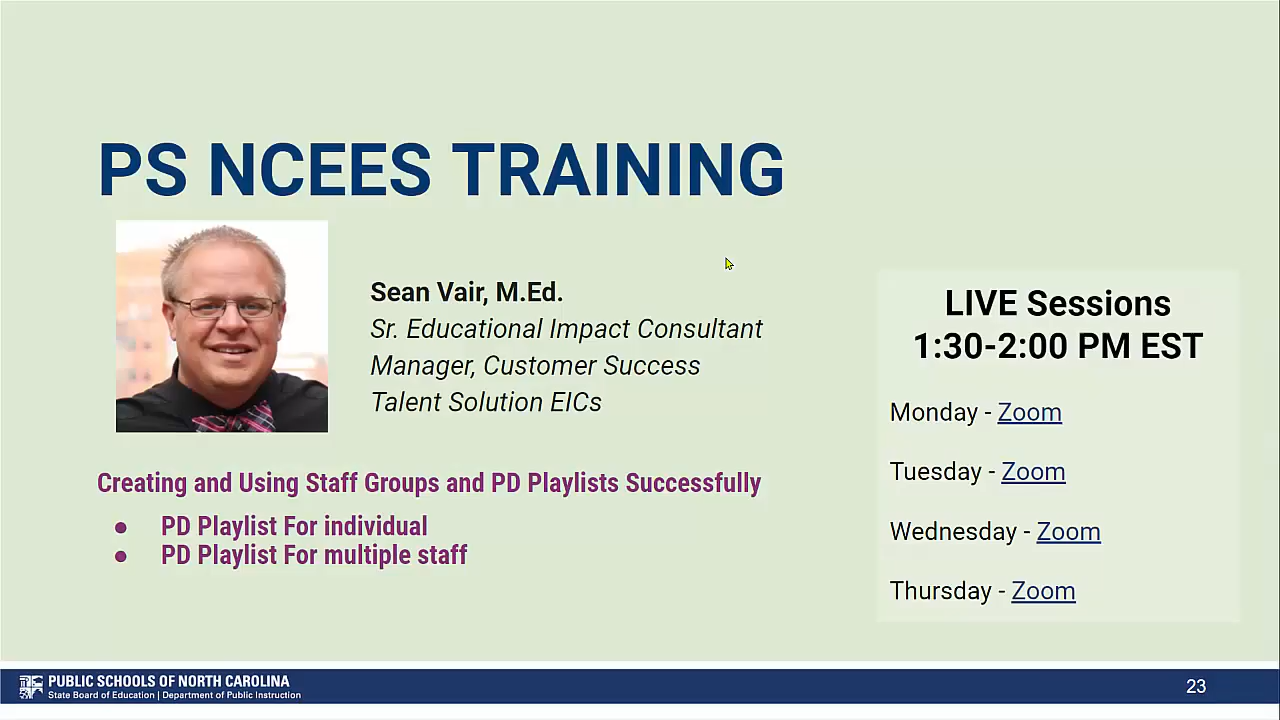 PS NCEES TRAINING
Sean Vair, M.Ed.
Sr. Educational Impact Consultant
Manager, Customer Success
Talent Solution EICs
Creating and Using Staff Groups and PD Playlists Successfully
● PD Playlist For individual
● PD Playlist For multiple staff
LIVE Sessions
1:30-2:00 PM EST
Monday - Zoom
Tuesday - Zoom
Wednesday - Zoom
Thursday - Zoom
PUBLIC SCHOOLS OF NORTH CAROLINA
State Board of Education | Department of Public Instruction
23